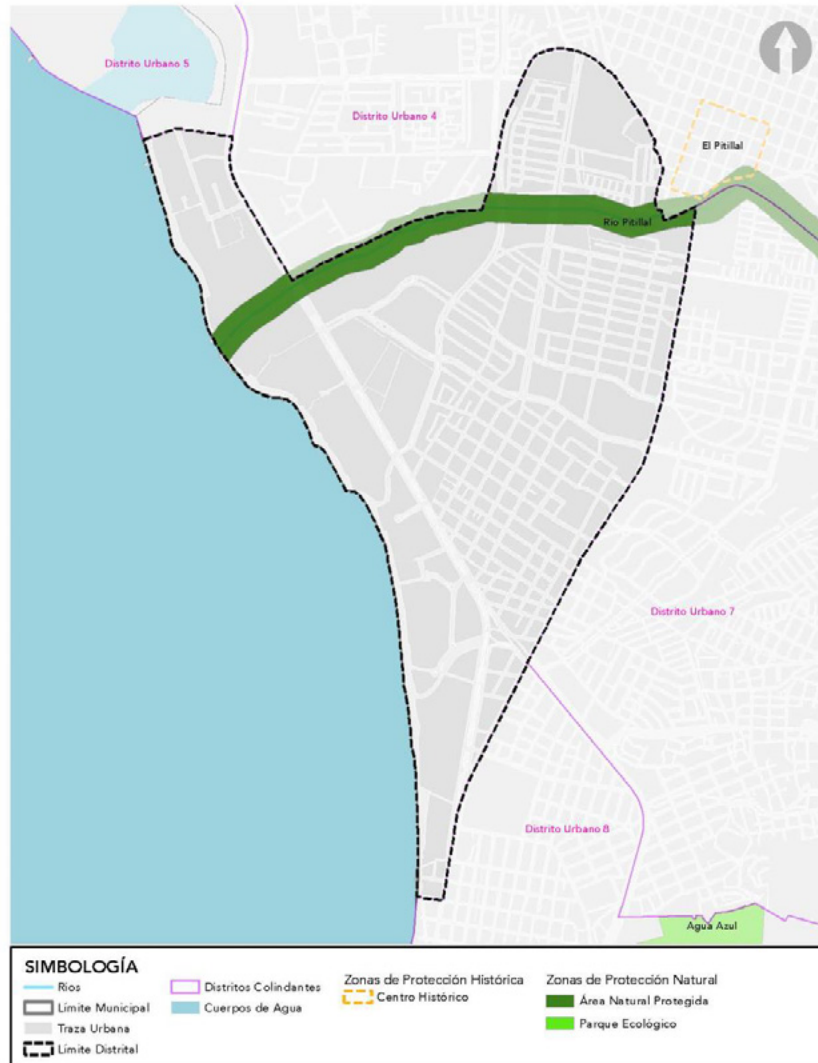 Distrito Urbano 5
Distrito Urbano 4
El Pitillal
Rio Pitillal
Distrito Urbano 7
Distrito Urbano 8
Agua Azul
SIMBOLOGÍA
Rios
Límite Municipal
Traza Urbana
Límite Distrital
Distritos Colindantes
Cuerpos de Agua
Zonas de Protección Histórica
Centro Histórico
Zonas de Protección Natural
Área Natural Protegida
Parque Ecológico